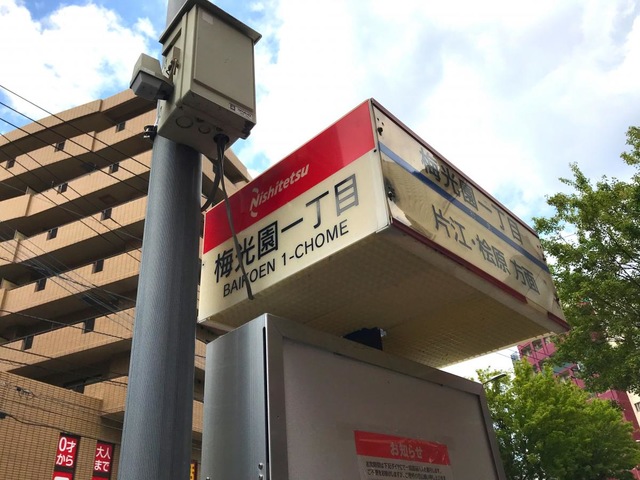 Nishitetsu
梅光園一丁目
BAIKOEN 1-CHOME
梅光園一丁目
片江・桧原 方面
お知らせ
0才
から
大人
まで